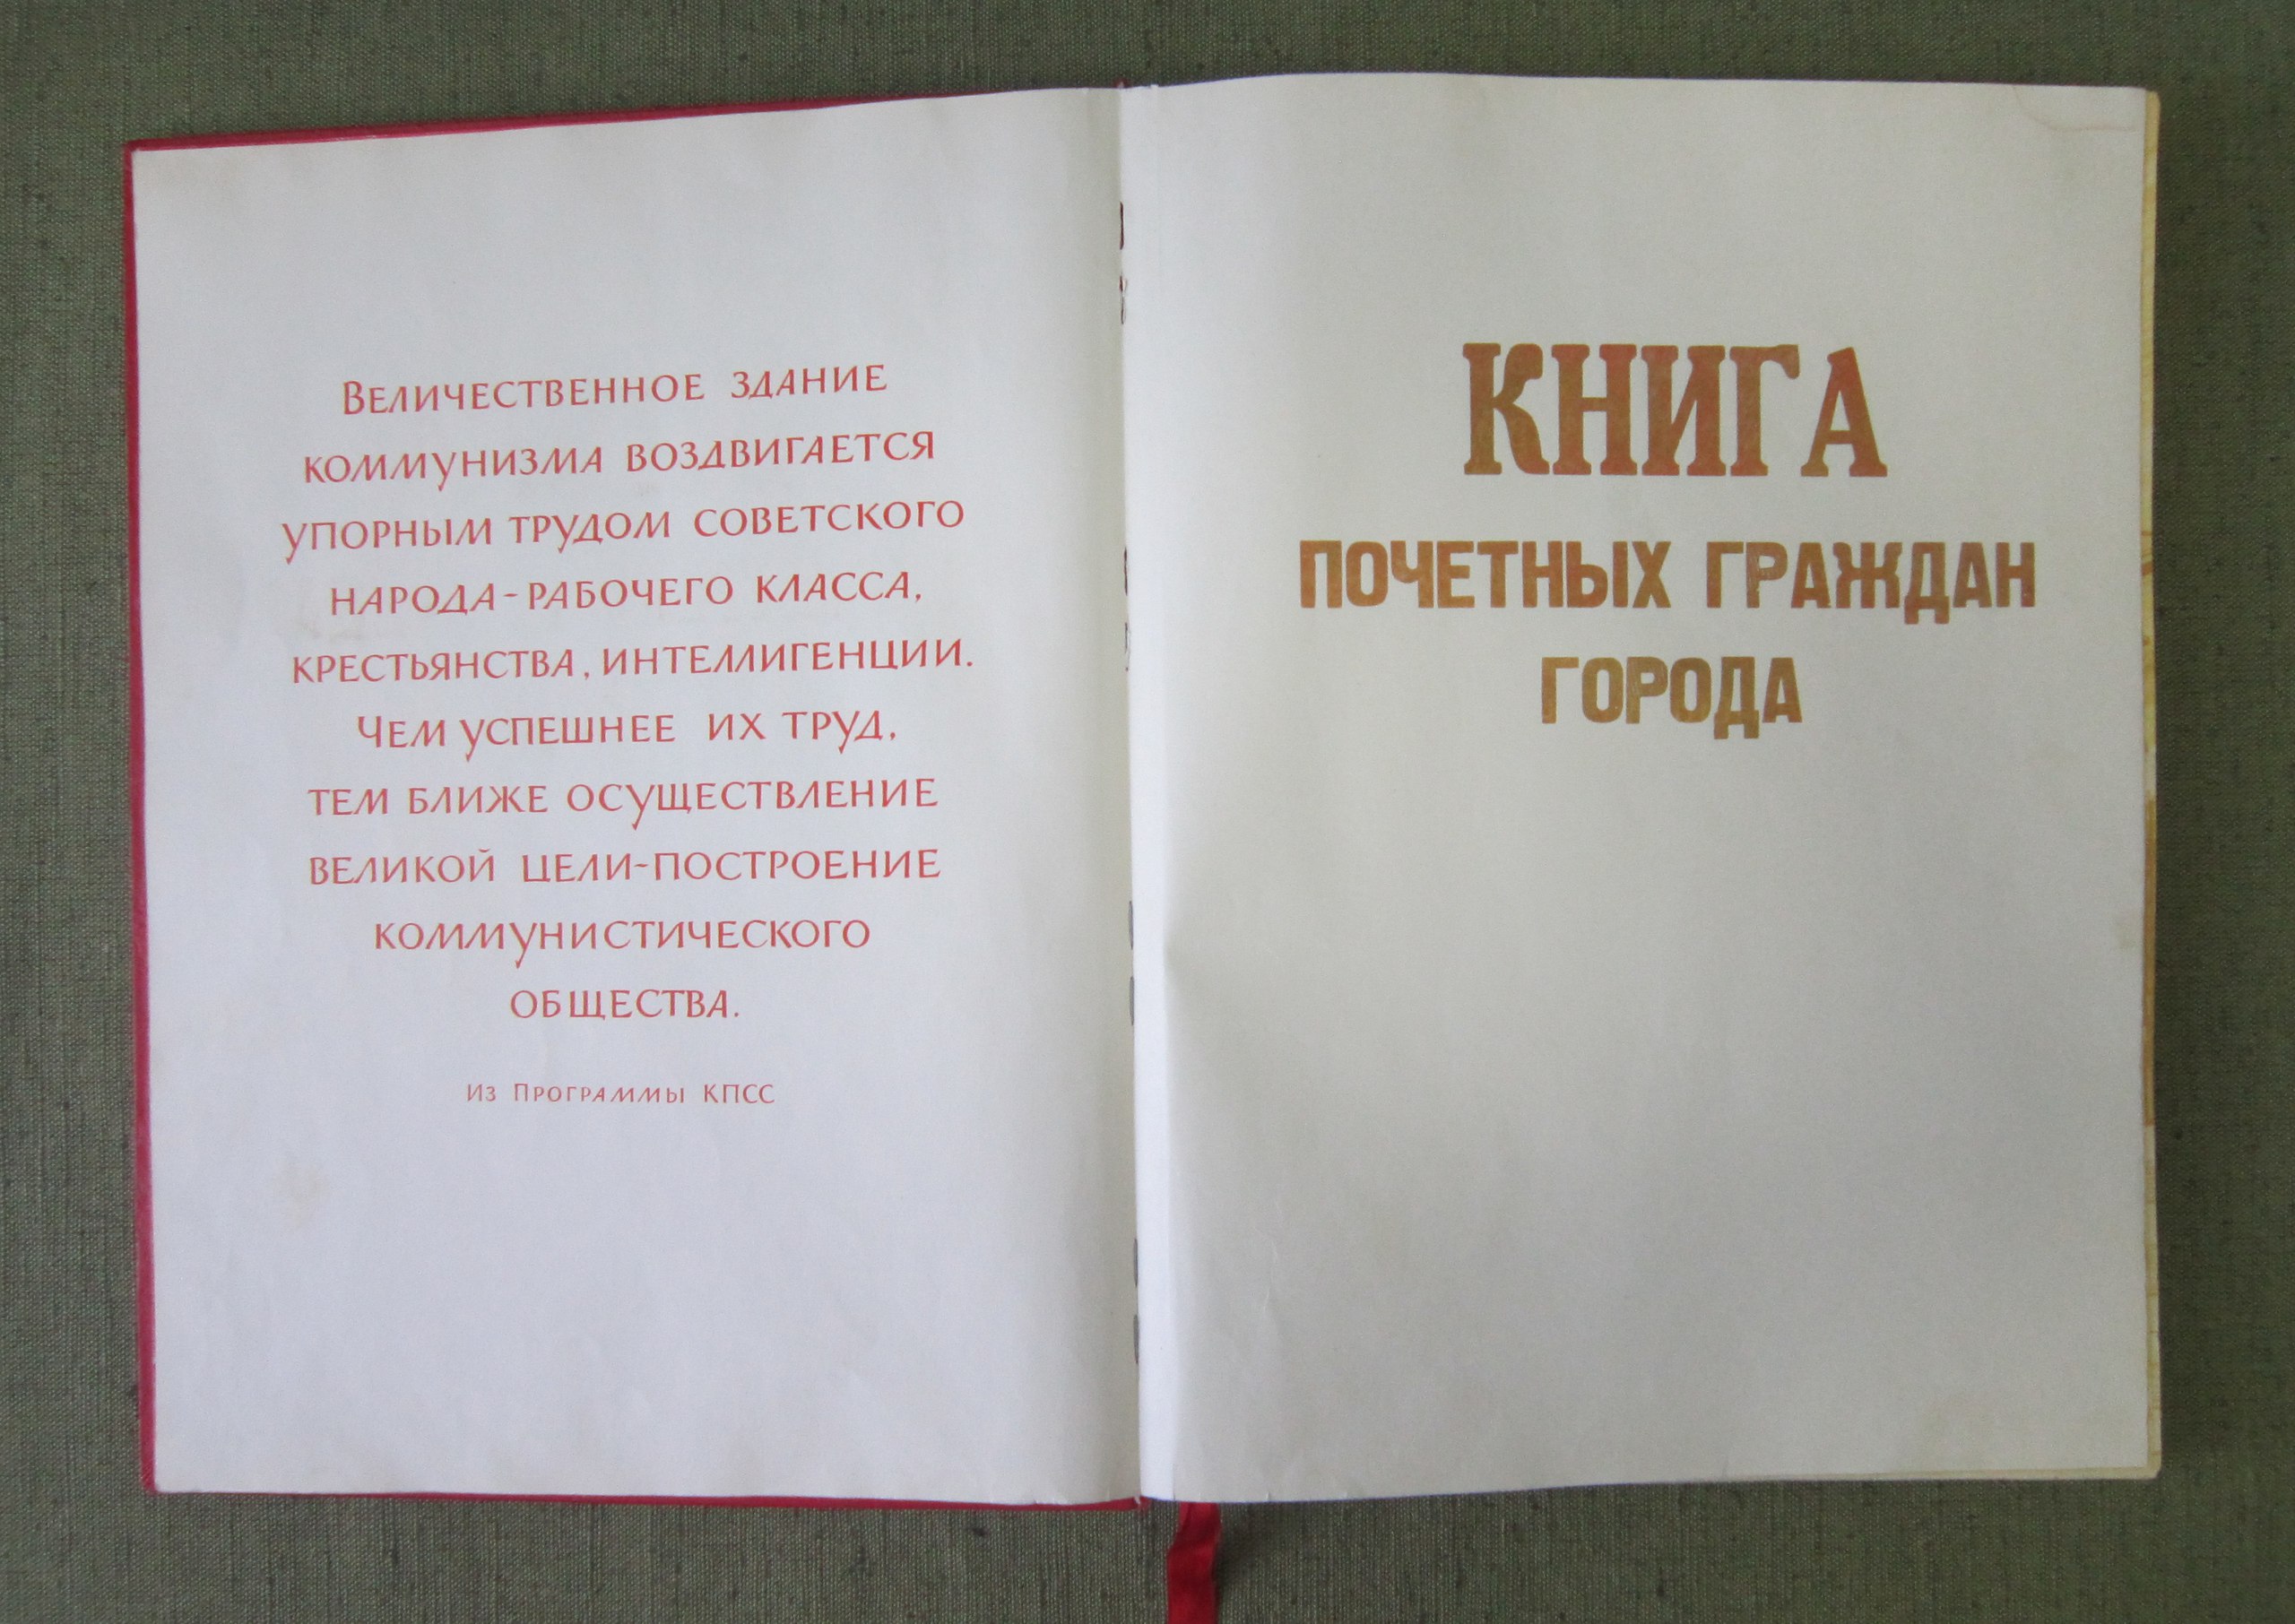 Величественное здание
коммунизма воздвигается
упорным трудом советского
народа-рабочего класса,
крестьянства, интеллигенции.
Чем успешнее их труд,
тем ближе осуществление
великой цели-построение
коммунистического
общества.
Из Программы КПСС
КНИГА
ПОЧЕТНЫХ ГРАЖДАН
ГОРОДА